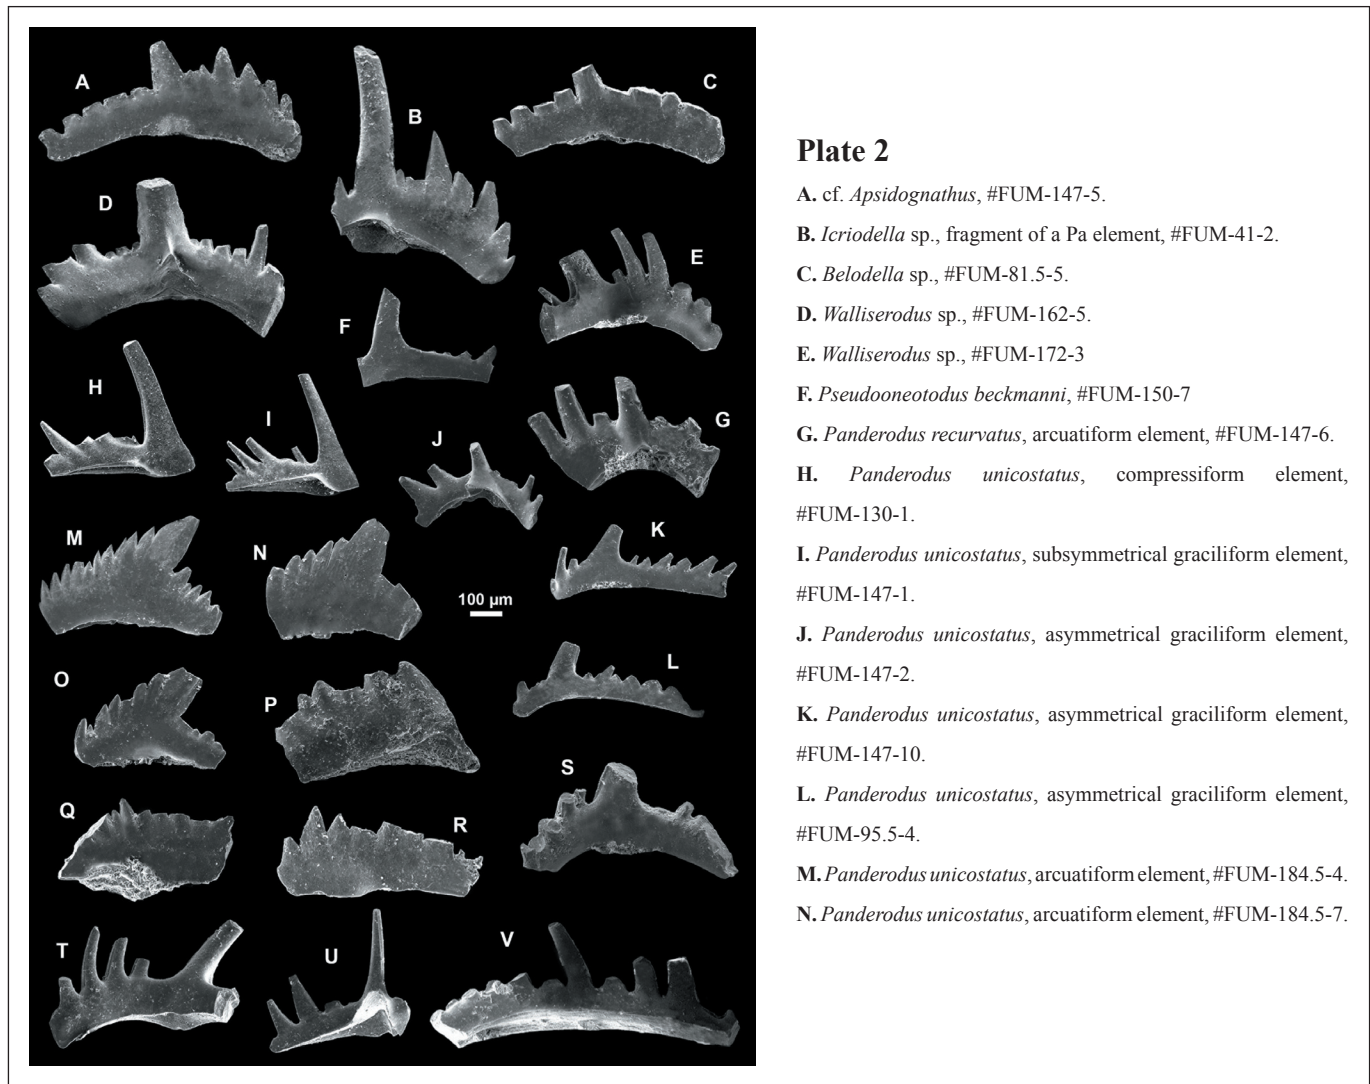 A
B
C
D
E
F
G
H
I
J
K
L
M
N
100 µm
O
P
Q
R
S
T
U
V
Plate 2
A. cf. Apsidognathus, #FUM-147-5.
B. Icriodella sp., fragment of a Pa element, #FUM-41-2.
C. Belodella sp., #FUM-81.5-5.
D. Walliserodus sp., #FUM-162-5.
E. Walliserodus sp., #FUM-172-3
F. Pseudooneotodus beckmanni, #FUM-150-7
G. Panderodus recurvatus, arcuatiform element, #FUM-147-6.
H. Panderodus unicostatus, compressiform element,
#FUM-130-1.
I. Panderodus unicostatus, subsymmetrical graciliform element,
#FUM-147-1.
J. Panderodus unicostatus, asymmetrical graciliform element,
#FUM-147-2.
K. Panderodus unicostatus, asymmetrical graciliform element,
#FUM-147-10.
L. Panderodus unicostatus, asymmetrical graciliform element,
#FUM-95.5-4.
M. Panderodus unicostatus, arcuatiform element, #FUM-184.5-4.
N. Panderodus unicostatus, arcuatiform element, #FUM-184.5-7.